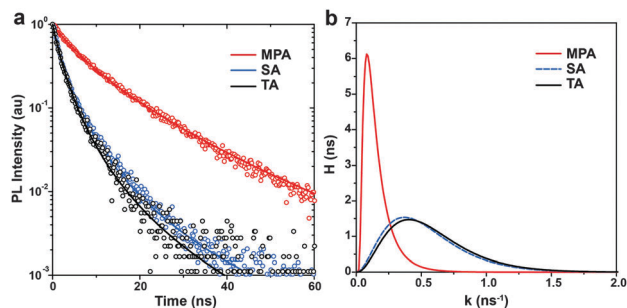 a
PL Intensity (au)
10⁰
10⁻¹
10⁻²
10⁻³
0
20
40
60
Time (ns)
MPA
SA
TA
b
H (ns)
7
6
5
4
3
2
1
0
0.0
0.5
1.0
1.5
2.0
k (ns⁻¹)
MPA
SA
TA